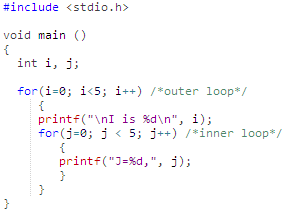 #include <stdio.h>
void main ()
{
int i, j;
for(i=0; i<5; i++) /*outer loop*/
{
printf("\nI is %d\n", i);
for(j=0; j < 5; j++) /*inner loop*/
{
printf("J=%d,", j);
}
}
}